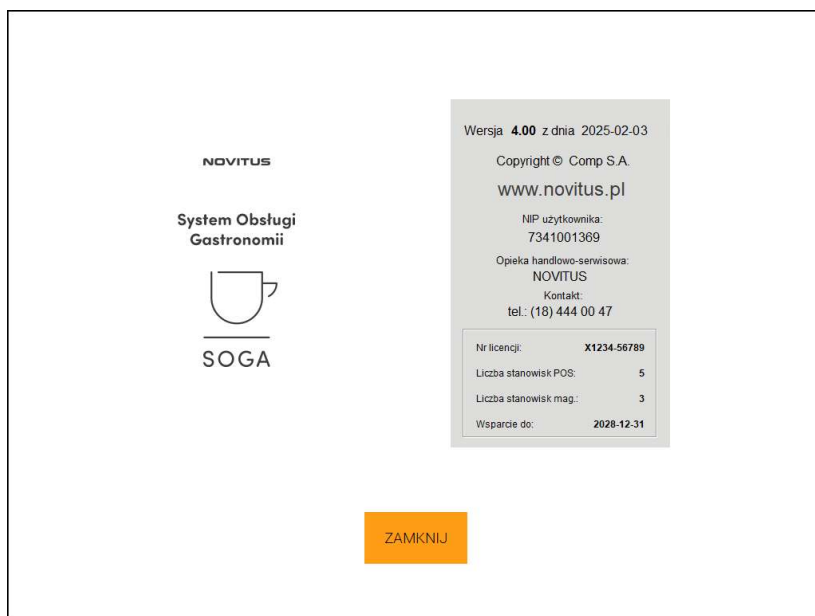 NOVITUS
System Obsługi
Gastronomii
SOGA
Wersja 4.00 z dnia 2025-02-03
Copyright © Comp S.A.
www.novitus.pl
NIP użytkownika:
7341001369
Opieka handlowo-serwisowa:
NOVITUS
Kontakt:
tel.: (18) 444 00 47
Nr licencji: X1234-56789
Liczba stanowisk POS: 5
Liczba stanowisk mag.: 3
Wsparcie do: 2028-12-31
ZAMKNIJ